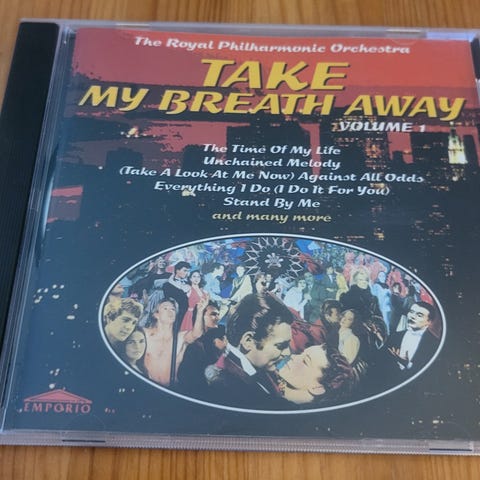 The Royal Philharmonic Orchestra
TAKE
MY BREATH AWAY
VOLUME 1
The Time Of My Life
Unchained Melody
(Take A Look At Me Now) Against All Odds
Everything I Do (I Do It For You)
Stand By Me
and many more
EMPORIO